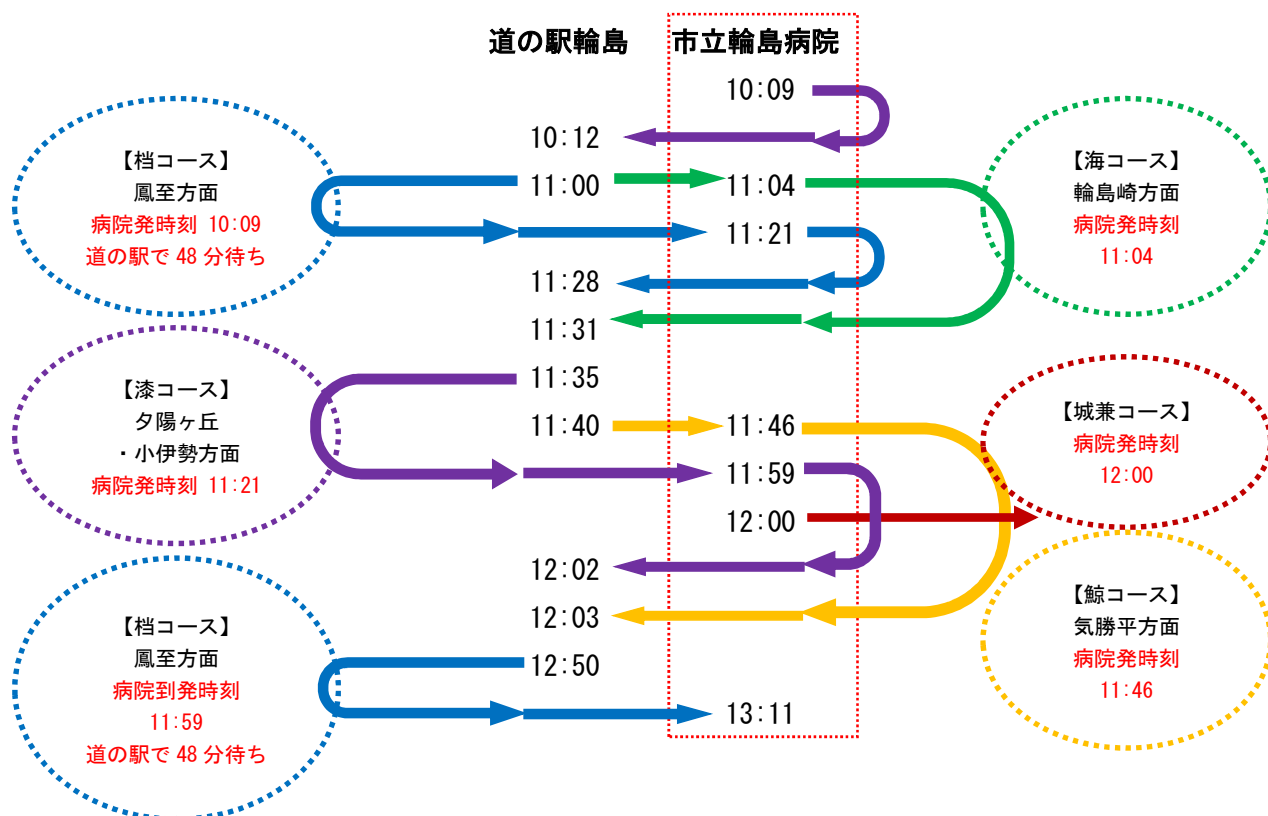 道の駅輪島
市立輪島病院
10:09
10:12
11:00
11:04
11:21
11:28
11:31
11:35
11:40
11:46
11:59
12:00
12:02
12:03
12:50
13:11
【档コース】
鳳至方面
病院発時刻 10:09
道の駅で 48 分待ち
【漆コース】
夕陽ヶ丘
・小伊勢方面
病院発時刻 11:21
【档コース】
鳳至方面
病院到発時刻
11:59
道の駅で 48 分待ち
【海コース】
輪島崎方面
病院発時刻
11:04
【城兼コース】
病院発時刻
12:00
【鯨コース】
気勝平方面
病院発時刻
11:46